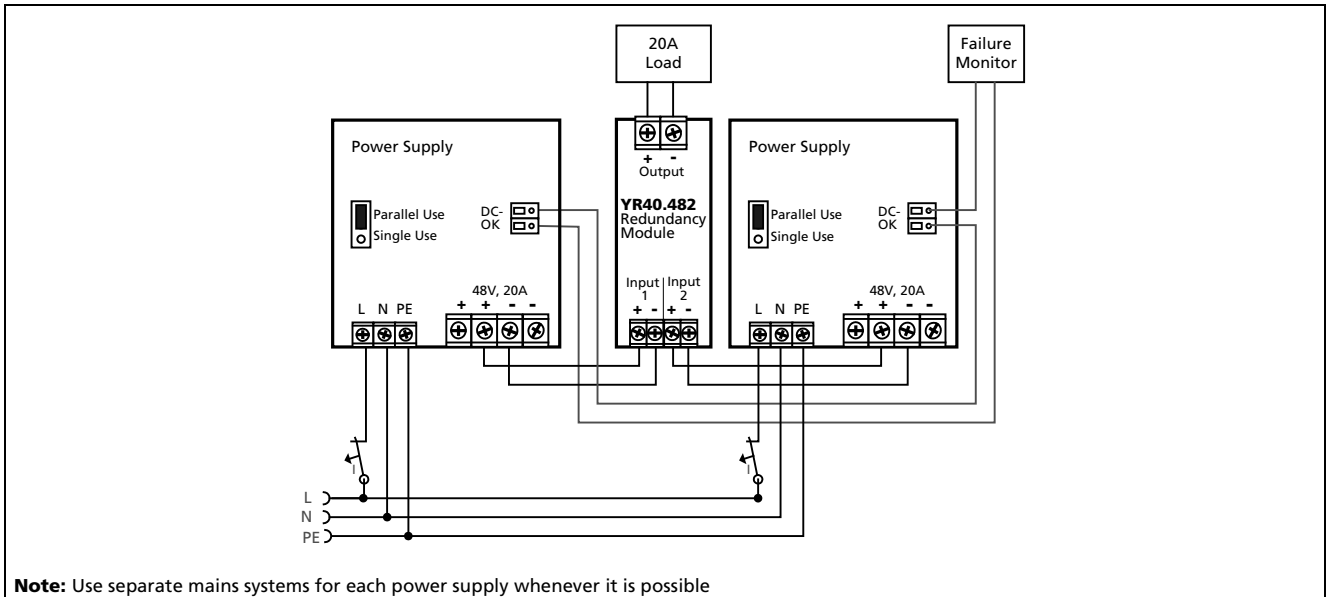 20A
Load
Failure
Monitor
+ -
Output
YR40.482
Redundancy
Module
Input 1
Input 2
+ - + -
Power Supply
Parallel Use
Single Use
DC-
OK
48V, 20A
+ + - -
L N PE
Power Supply
Parallel Use
Single Use
DC-
OK
48V, 20A
+ + - -
L N PE
I
I
L
N
PE
Note: Use separate mains systems for each power supply whenever it is possible